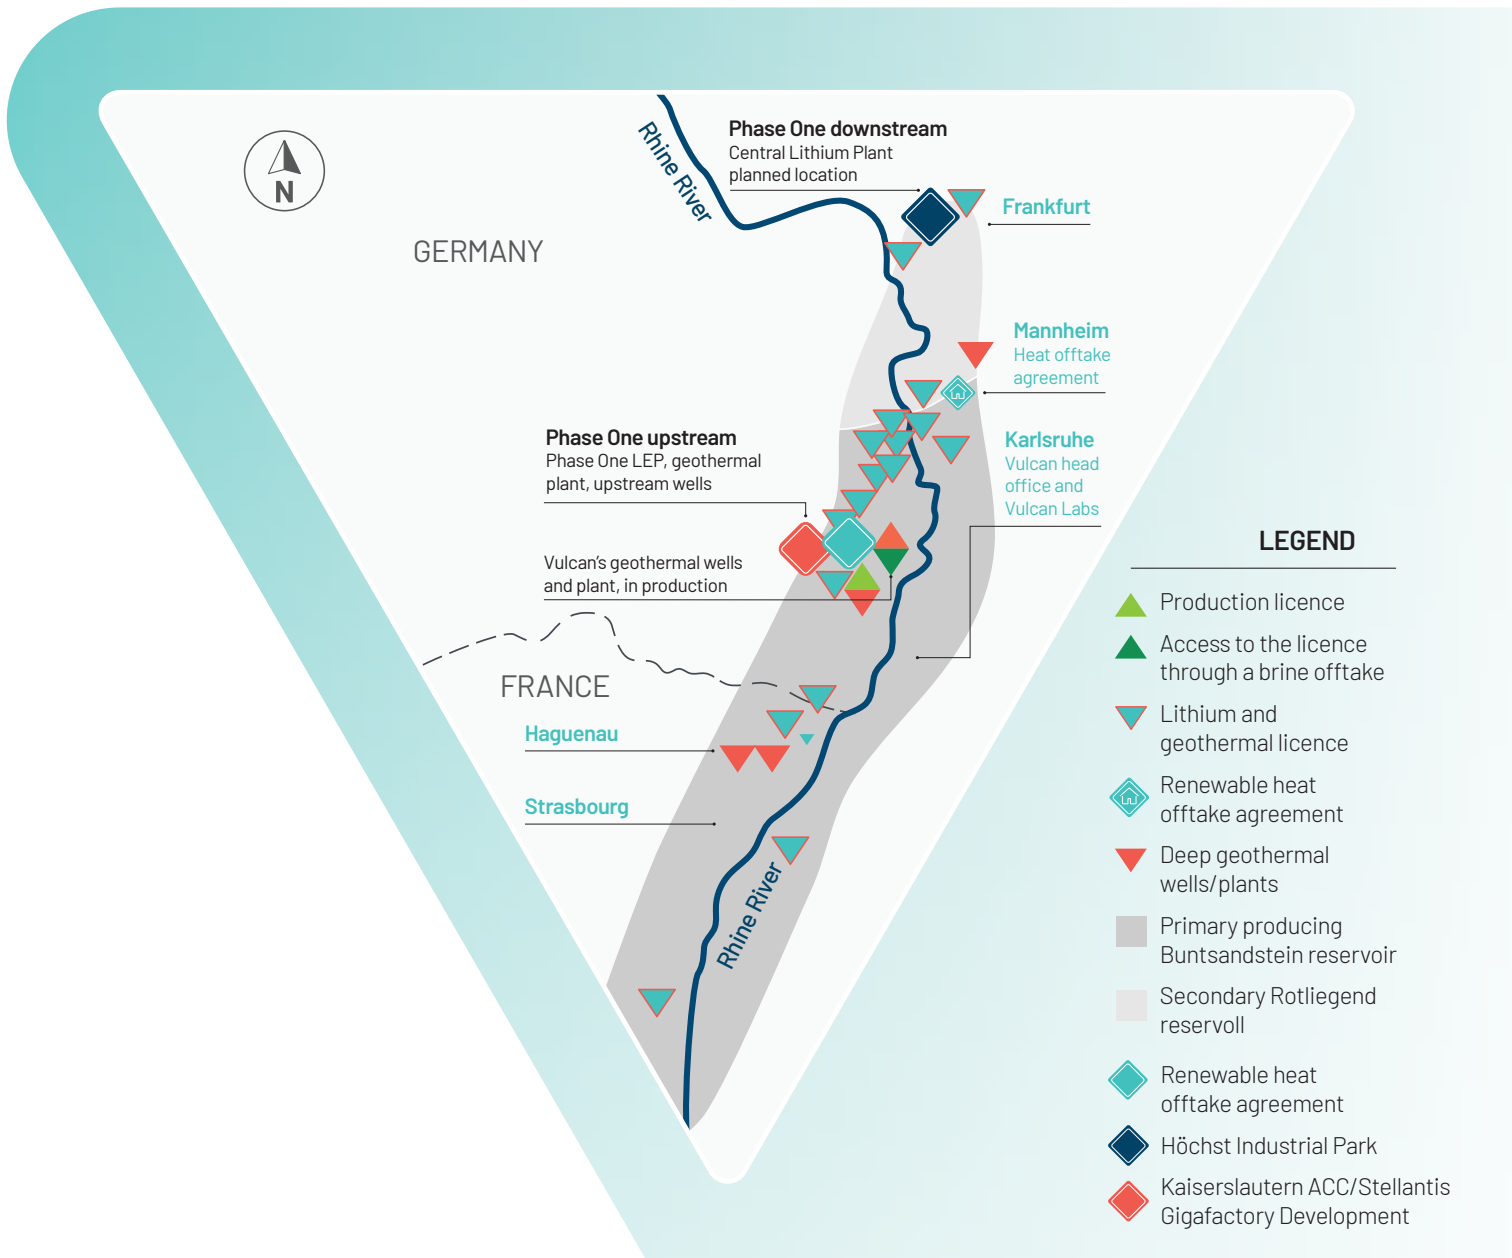 Phase One downstream
Central Lithium Plant
planned location
Rhine River
N
Frankfurt
GERMANY
Mannheim
Heat offtake
agreement
Phase One upstream
Phase One LEP, geothermal
plant, upstream wells
Karlsruhe
Vulcan head
office and
Vulcan Labs
Vulcan's geothermal wells
and plant, in production
FRANCE
Haguenau
Strasbourg
Rhine River
LEGEND
Production licence
Access to the licence
through a brine offtake
Lithium and
geothermal licence
Renewable heat
offtake agreement
Deep geothermal
wells/plants
Primary producing
Buntsandstein reservoir
Secondary Rotliegend
reservoll
Renewable heat
offtake agreement
Höchst Industrial Park
Kaiserslautern ACC/Stellantis
Gigafactory Development